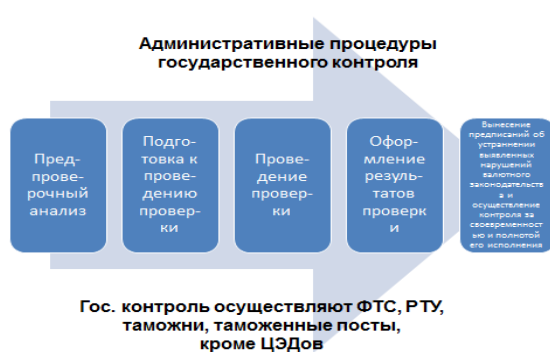 Административные процедуры
государственного контроля
Пред-
прове-
рочный
анализ
Подго-
товка к
прове-
дению
провер-
ки
Прове-
дение
провер-
ки
Офор-
мление
резуль-
татов
проверк
и
Вынесение
предписаний об
устраннении
выявленных
нарушений
валютного
законодательств
а и
осуществление
контроля за
своевременност
ью и полнотой
его исполнения
Гос. контроль осуществляют ФТС, РТУ,
таможни, таможенные посты,
кроме ЦЭДов